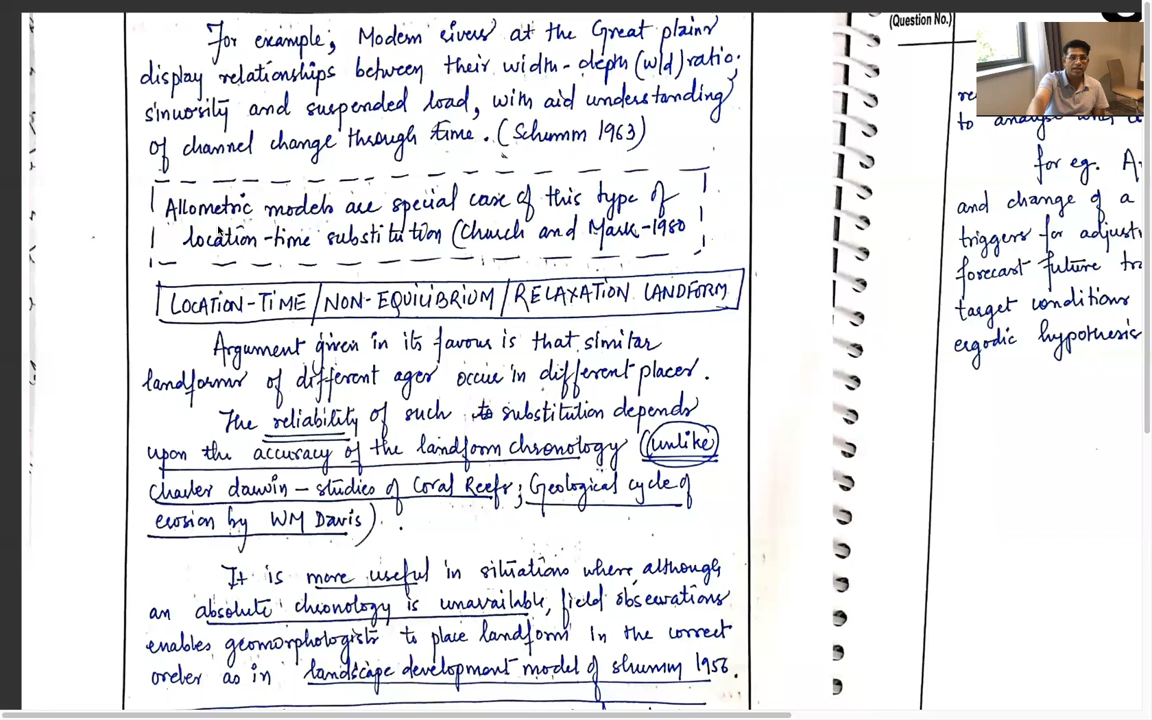 For example; Modern rivers at the Great plains
display relationships between their width-depth (w/d) ratio.
sinuosity and suspended load, with aid understanding
of channel change through time. (Schumm 1963)
Allometric models are special case of this type of
location-time substitution (Church and Mark-1980
LOCATION-TIME/NON-EQUILIBRIUM/RELAXATION LANDFORM
Argument given in its favour is that similar
landforms of different ages occur in different places.
The reliability of such substitution depends
upon the accuracy of the landform chronology (unlike
Charles darwin - studies of Coral Reefs; Geological cycle of
erosion by WM Davis).
It is more useful in situations where although
an absolute chronology is unavailable, field observations
enables geomorphologists to place landform in the correct
order as in landscape development model of shumm 1956.
(Question No.)
re
to analyse
for eg. A
and change of a
triggers for adjust
forecast future tr
target conditions
ergodic hypothesis